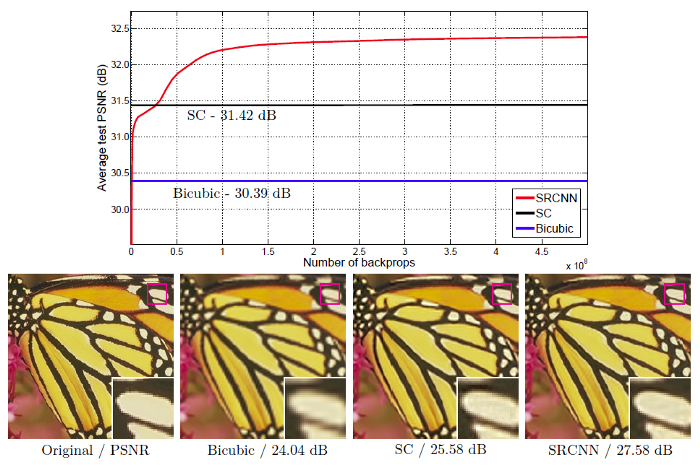 32.5
32.0
31.5
31.0
30.5
30.0
Average test PSNR (dB)
SC - 31.42 dB
Bicubic - 30.39 dB
SRCNN
SC
Bicubic
0 0.5 1 1.5 2 2.5 3 3.5 4 4.5
Number of backprops
x 10^8
Original / PSNR
Bicubic / 24.04 dB
SC / 25.58 dB
SRCNN / 27.58 dB